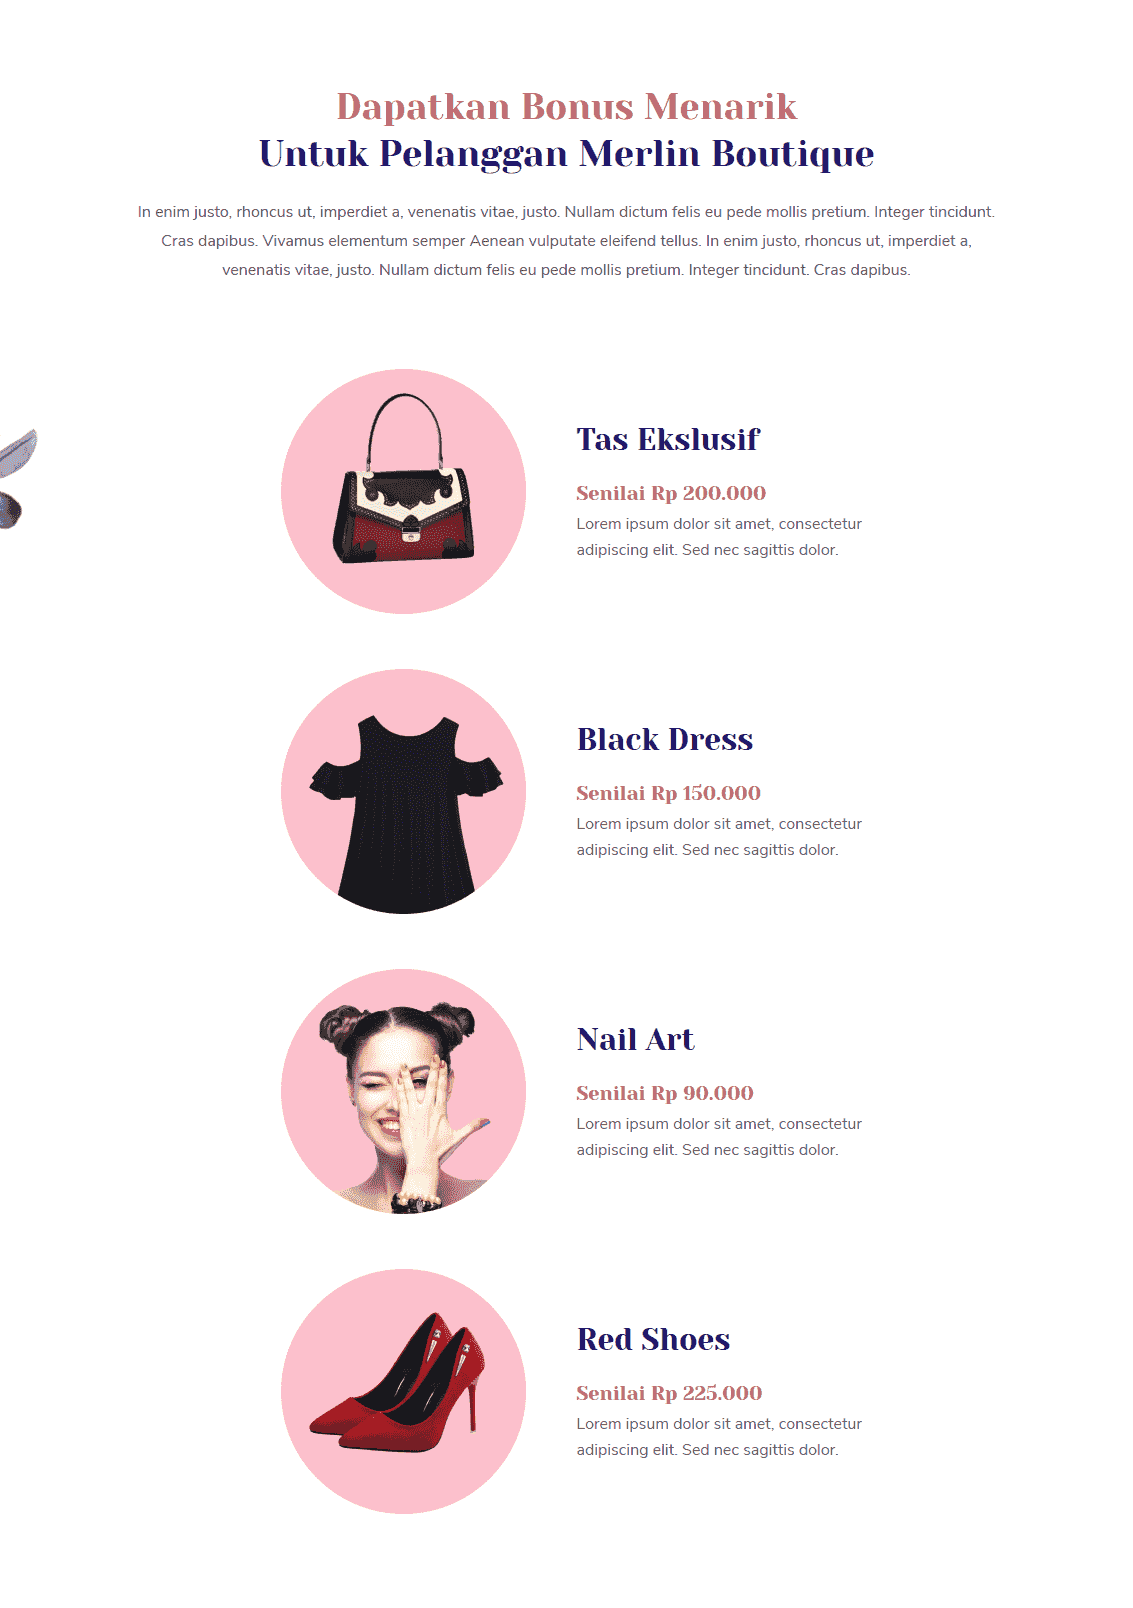 Dapatkan Bonus Menarik
Untuk Pelanggan Merlin Boutique
In enim justo, rhoncus ut, imperdiet a, venenatis vitae, justo. Nullam dictum felis eu pede mollis pretium. Integer tincidunt.
Cras dapibus. Vivamus elementum semper Aenean vulputate eleifend tellus. In enim justo, rhoncus ut, imperdiet a,
venenatis vitae, justo. Nullam dictum felis eu pede mollis pretium. Integer tincidunt. Cras dapibus.
Tas Ekslusif
Senilai Rp 200.000
Lorem ipsum dolor sit amet, consectetur
adipiscing elit. Sed nec sagittis dolor.
Black Dress
Senilai Rp 150.000
Lorem ipsum dolor sit amet, consectetur
adipiscing elit. Sed nec sagittis dolor.
Nail Art
Senilai Rp 90.000
Lorem ipsum dolor sit amet, consectetur
adipiscing elit. Sed nec sagittis dolor.
Red Shoes
Senilai Rp 225.000
Lorem ipsum dolor sit amet, consectetur
adipiscing elit. Sed nec sagittis dolor.